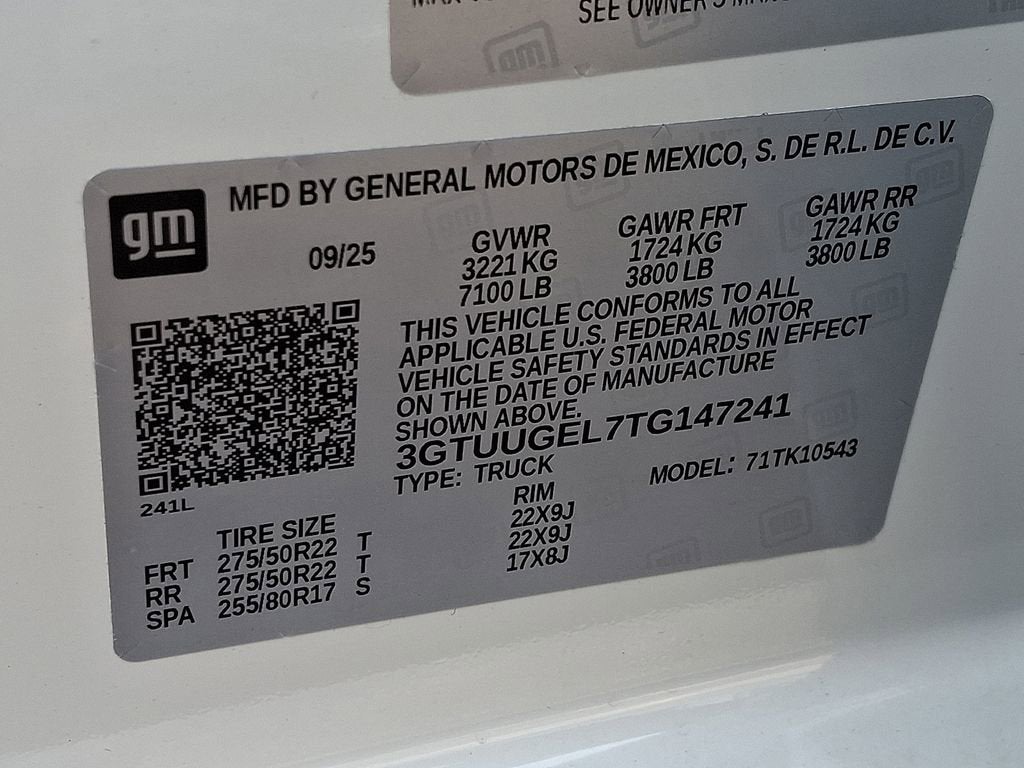 SEE OWNER'S
gm
gm
MFD BY GENERAL MOTORS DE MEXICO, S. DE R.L. DE C.V.
09/25 GVWR GAWR FRT GAWR RR
3221 KG 1724 KG 1724 KG
7100 LB 3800 LB 3800 LB
THIS VEHICLE CONFORMS TO ALL
APPLICABLE U.S. FEDERAL MOTOR
VEHICLE SAFETY STANDARDS IN EFFECT
ON THE DATE OF MANUFACTURE
SHOWN ABOVE.
3GTUUGEL7TG147241
TYPE: TRUCK MODEL: 71TK10543
241L
TIRE SIZE RIM
FRT 275/50R22 T 22X9J
RR 275/50R22 T 22X9J
SPA 255/80R17 S 17X8J